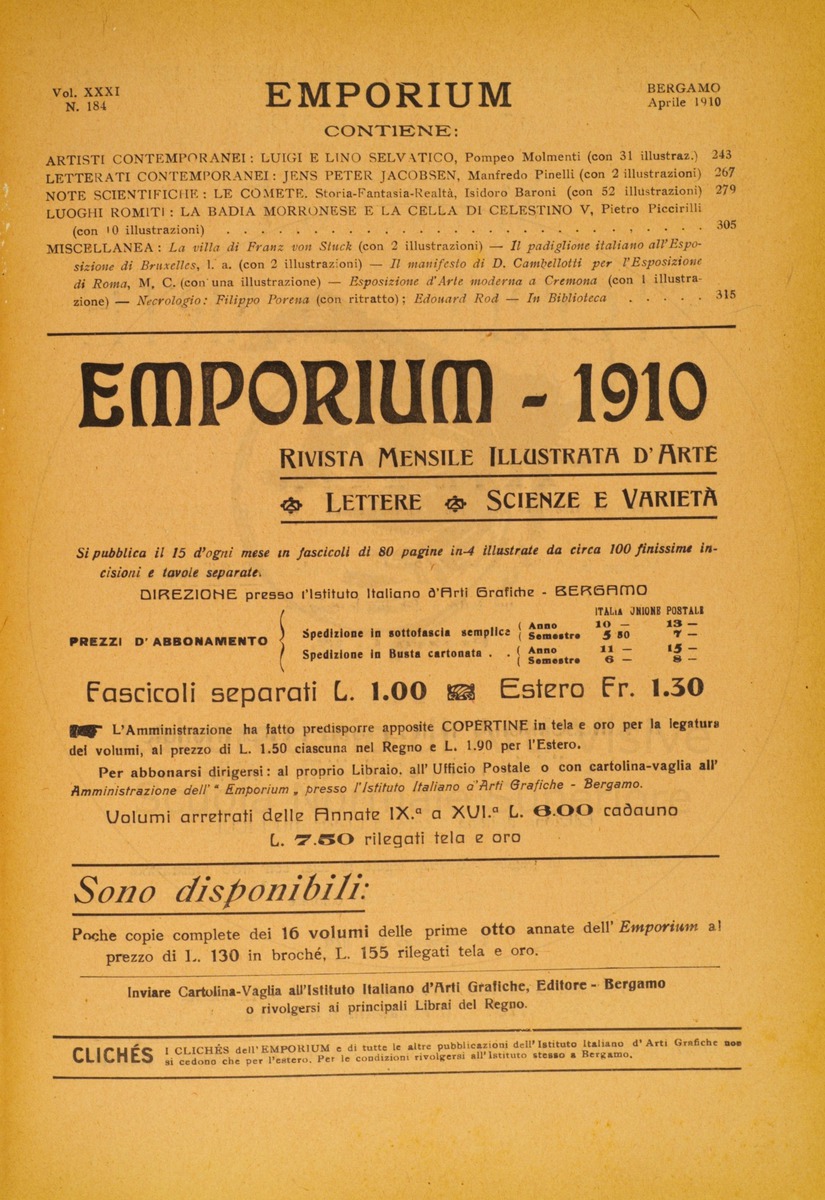 Vol. XXXI
N. 184
EMPORIUM
BERGAMO
Aprile 1910
CONTIENE:
ARTISTI CONTEMPORANEI: LUIGI E LINO SELVATICO, Pompeo Molmenti (con 31 illustraz.) 243
LETTERATI CONTEMPORANEI: JENS PETER JACOBSEN, Manfredo Pinelli (con 2 illustrazioni) 267
NOTE SCIENTIFICHE: LE COMETE. Storia-Fantasia-Realtà, Isidoro Baroni (con 52 illustrazioni) 279
LUOGHI ROMITI: LA BADIA MORRONESE E LA CELLA DI CELESTINO V, Pietro Piccirilli
(con 10 illustrazioni) . . . . . . . . . . . . . . . . . . . . . . . . . . . . . . . 305
MISCELLANEA: La villa di Franz von Stuck (con 2 illustrazioni) — Il padiglione italiano all'Espo-
sizione di Bruxelles, l. a. (con 2 illustrazioni) — Il manifesto di D. Cambellotti per l'Esposizione
di Roma, M. C. (con una illustrazione) — Esposizione d'Arte moderna a Cremona (con 1 illustra-
zione) — Necrologio: Filippo Porena (con ritratto); Edouard Rod — In Biblioteca . . . . . 315
EMPORIUM - 1910
RIVISTA MENSILE ILLUSTRATA D'ARTE
LETTERE SCIENZE E VARIETÀ
Si pubblica il 15 d'ogni mese in fascicoli di 80 pagine in-4 illustrate da circa 100 finissime in-
cisioni e tavole separate.
DIREZIONE presso l'Istituto Italiano d'Arti Grafiche - BERGAMO
ITALIA UNIONE POSTALE
PREZZI D'ABBONAMENTO
Spedizione in sottofascia semplice Anno 10 — 13 —
Semestre 5 50 7 —
Spedizione in Busta cartonata . . Anno 11 — 15 —
Semestre 6 — 8 —
Fascicoli separati L. 1.00 Estero Fr. 1.30
L'Amministrazione ha fatto predisporre apposite COPERTINE in tela e oro per la legatura
dei volumi, al prezzo di L. 1.50 ciascuna nel Regno e L. 1.90 per l'Estero.
Per abbonarsi dirigersi: al proprio Libraio, all'Ufficio Postale o con cartolina-vaglia all'
Amministrazione dell' “ Emporium „ presso l'Istituto Italiano d'Arti Grafiche - Bergamo.
Volumi arretrati delle Annate IX.ª a XVI.ª L. 6.00 cadauno
L. 7.50 rilegati tela e oro
Sono disponibili:
Poche copie complete dei 16 volumi delle prime otto annate dell' Emporium al
prezzo di L. 130 in broché, L. 155 rilegati tela e oro.
Inviare Cartolina-Vaglia all'Istituto Italiano d'Arti Grafiche, Editore - Bergamo
o rivolgersi ai principali Librai del Regno.
CLICHÉS
I CLICHÉS dell'EMPORIUM e di tutte le altre pubblicazioni dell'Istituto Italiano d'Arti Grafiche non
si cedono che per l'estero. Per le condizioni rivolgersi all'Istituto stesso a Bergamo.